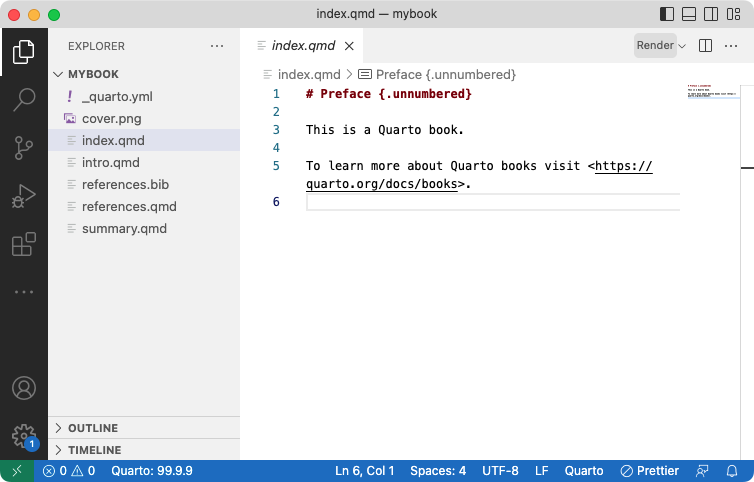 index.qmd — mybook
EXPLORER
MYBOOK
_quarto.yml
cover.png
index.qmd
intro.qmd
references.bib
references.qmd
summary.qmd
OUTLINE
TIMELINE
index.qmd
Render
index.qmd > Preface {.unnumbered}
1 # Preface {.unnumbered}
2
3 This is a Quarto book.
4
5 To learn more about Quarto books visit <https://
quarto.org/docs/books>.
6
1
0 0 Quarto: 99.9.9 Ln 6, Col 1 Spaces: 4 UTF-8 LF Quarto Prettier